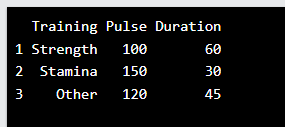 Training Pulse Duration
1 Strength 100 60
2 Stamina 150 30
3 Other 120 45